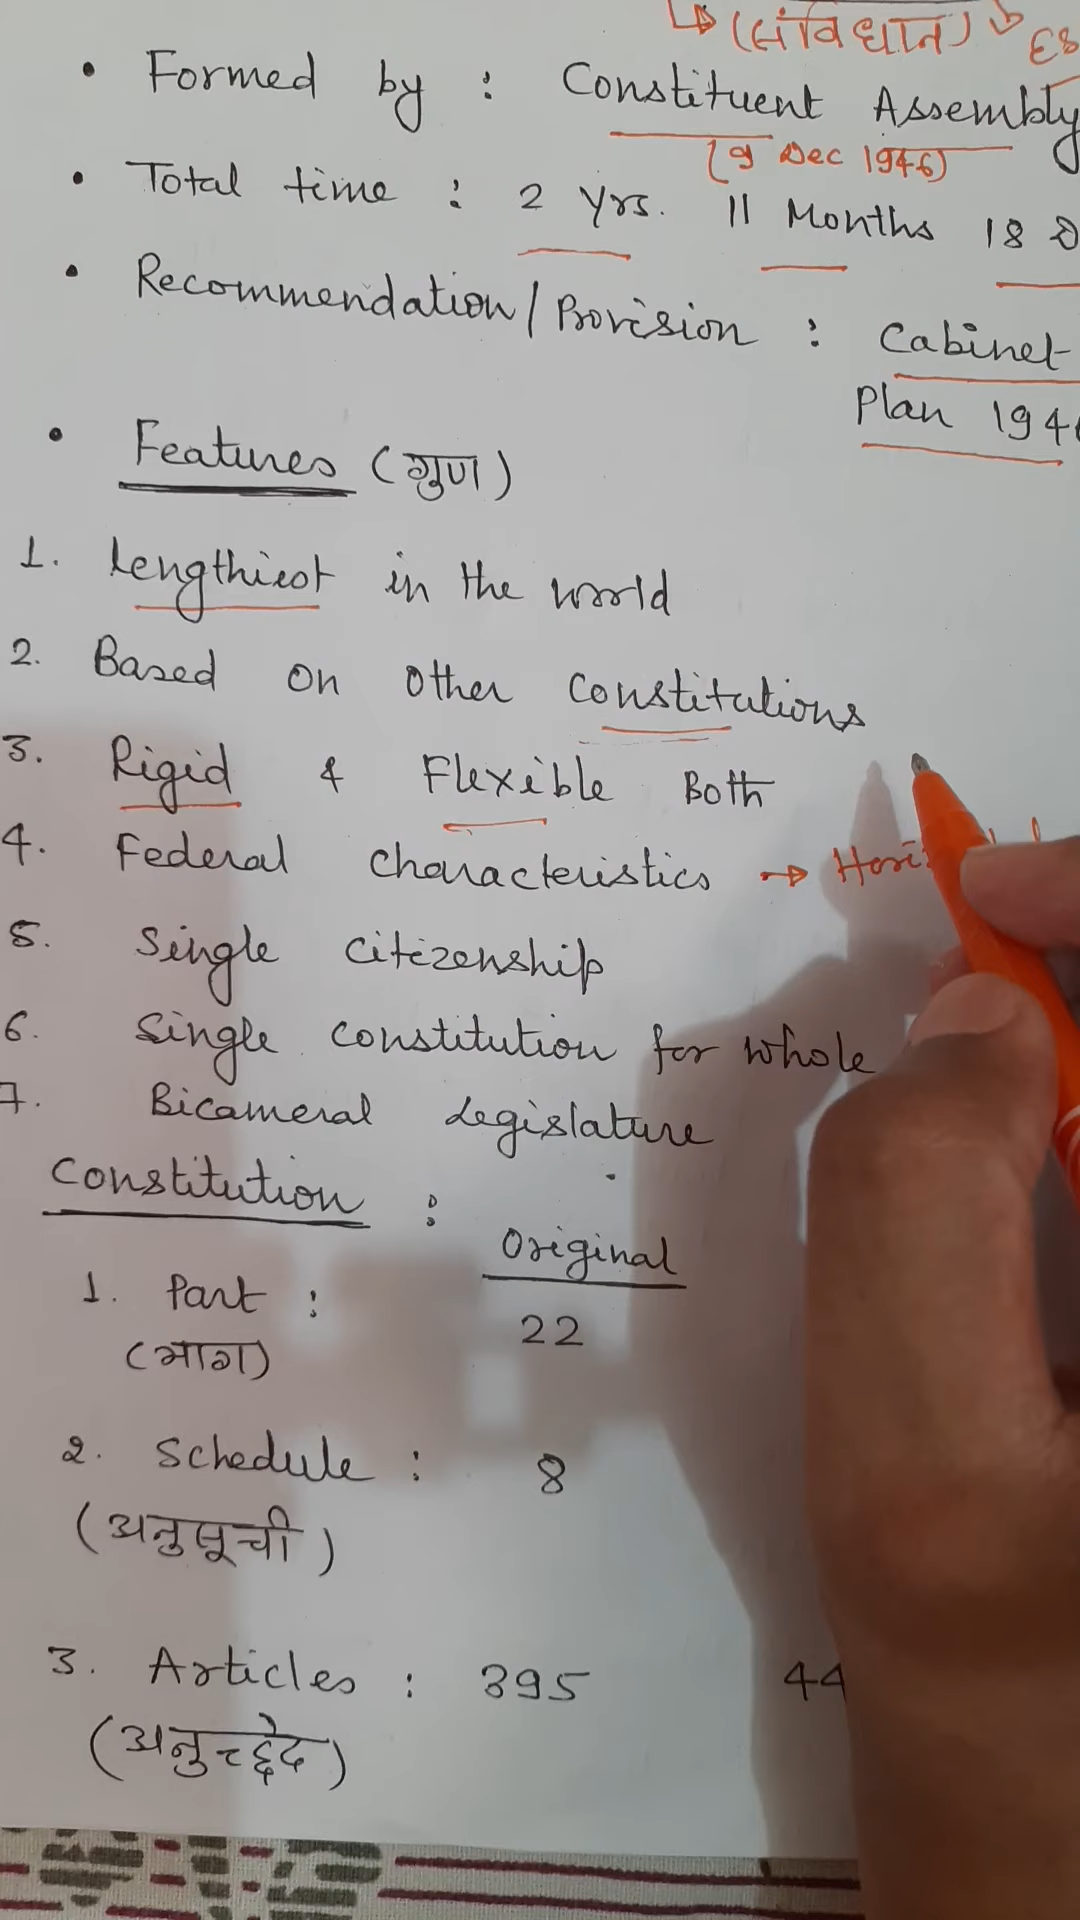 ↳ (संविधान) ↘
• Formed by : Constituent Assembly
(9 Dec 1946)
• Total time : 2 Yrs. 11 Months 18
• Recommendation/Provision : Cabinet
Plan
• Features (गुण)
1. Lengthiest in the world
2. Based on other constitutions
3. Rigid & Flexible Both
4. Federal characteristics →
5. Single citizenship
6. Single constitution for whole
7. Bicameral Legislature
Constitution :
Original
1. Part : 22
(भाग)
2. Schedule : 8
(अनुसूची)
3. Articles : 395
(अनुच्छेद)